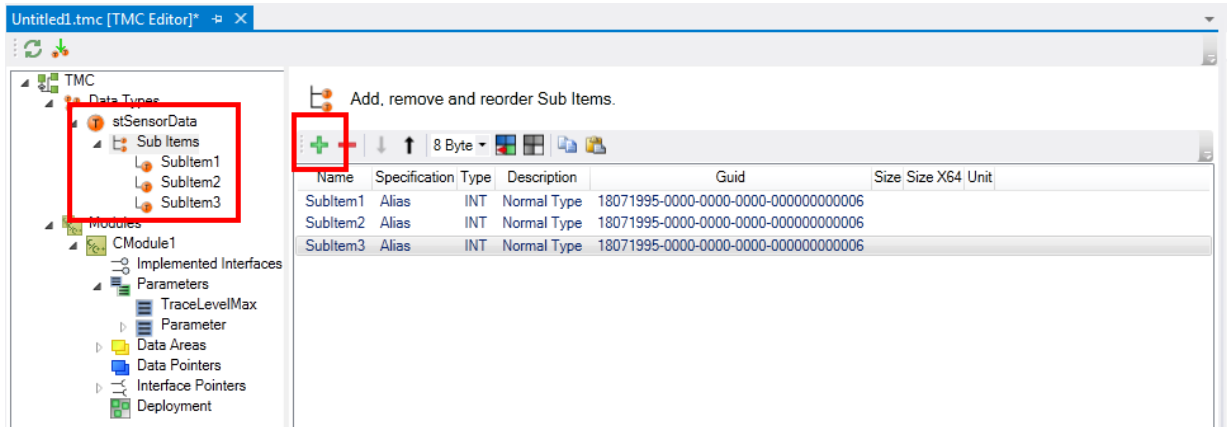 Untitled1.tmc [TMC Editor]*
TMC
Data Types
stSensorData
Sub Items
SubItem1
SubItem2
SubItem3
Modules
CModule1
Implemented Interfaces
Parameters
TraceLevelMax
Parameter
Data Areas
Data Pointers
Interface Pointers
Deployment
Add, remove and reorder Sub Items.
8 Byte
Name Specification Type Description Guid Size Size X64 Unit
SubItem1 Alias INT Normal Type 18071995-0000-0000-0000-000000000006
SubItem2 Alias INT Normal Type 18071995-0000-0000-0000-000000000006
SubItem3 Alias INT Normal Type 18071995-0000-0000-0000-000000000006